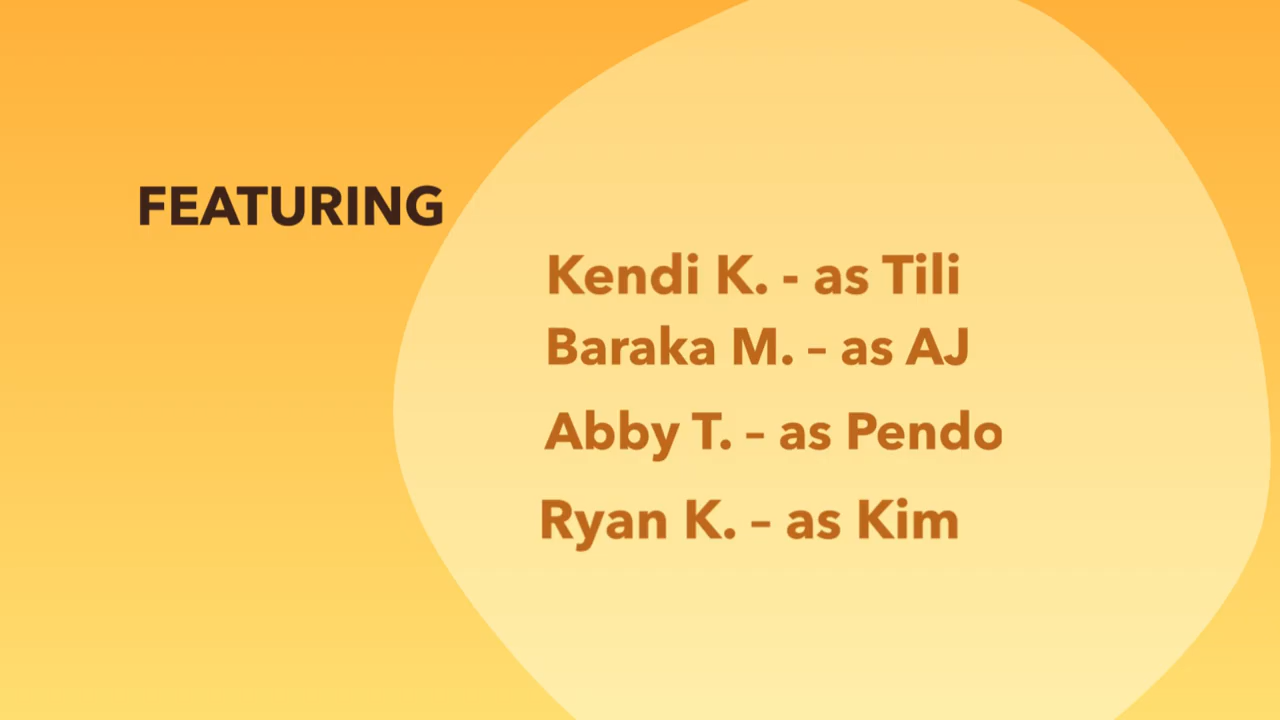 FEATURING
Kendi K. - as Tili
Baraka M. – as AJ
Abby T. – as Pendo
Ryan K. – as Kim